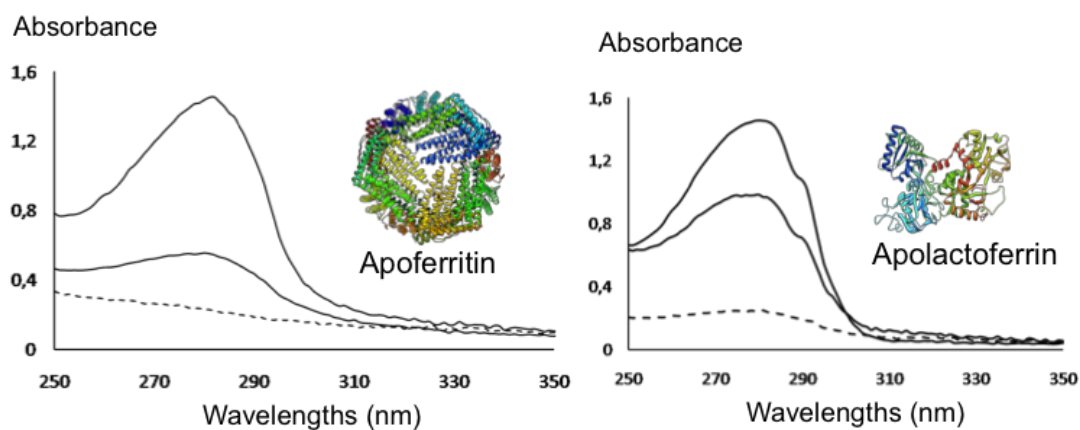 Absorbance
1,6
1,2
0,8
0,4
0
250 270 290 310 330 350
Wavelengths (nm)
Apoferritin
Absorbance
1,6
1,2
0,8
0,4
0
250 270 290 310 330 350
Wavelengths (nm)
Apolactoferrin